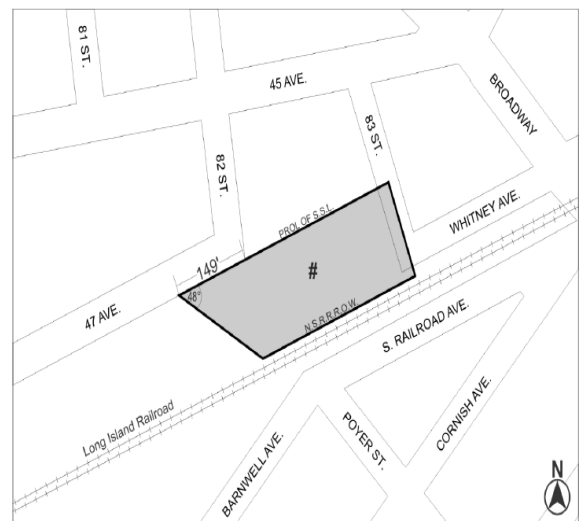 81 ST.
45 AVE.
BROADWAY
83 ST.
82 ST.
WHITNEY AVE.
PROL OF S.S.L.
149'
#
48°
47 AVE.
N S R R R O W
S. RAILROAD AVE.
Long Island Railroad
BARNWELL AVE.
POYER ST.
CORNISH AVE.
N